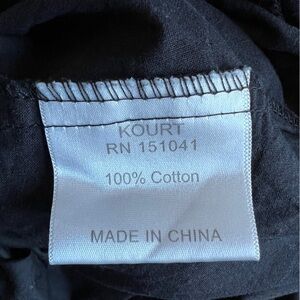 KOURT
RN 151041
100% Cotton
MADE IN CHINA